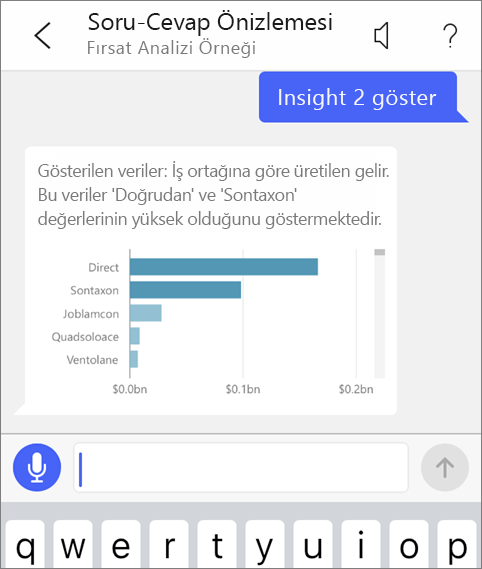 Soru-Cevap Önizlemesi
Fırsat Analizi Örneği
?
Insight 2 göster
Gösterilen veriler: İş ortağına göre üretilen gelir.
Bu veriler 'Doğrudan' ve 'Sontaxon'
değerlerinin yüksek olduğunu göstermektedir.
Direct
Sontaxon
Joblamcon
Quadsoloace
Ventolane
$0.0bn $0.1bn $0.2bn
q w e r t y u i o p